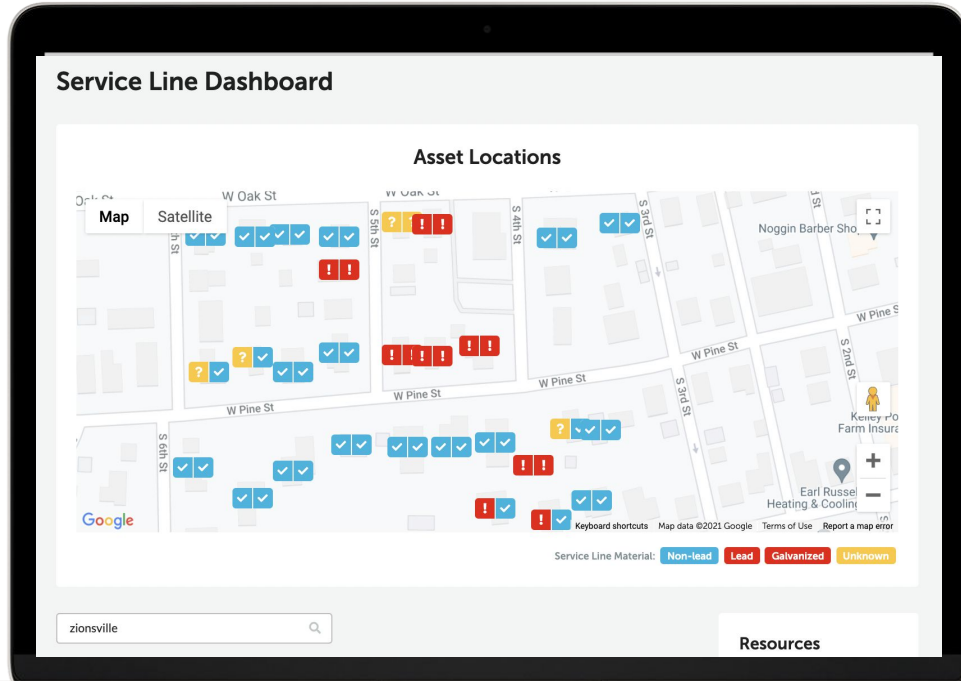 Service Line Dashboard
Asset Locations
W Oak St
W Oak St
Map
Satellite
S 5th St
S 4th St
S 3rd St
Noggin Barber Sho
W Pine S
W Pine St
S 2nd St
W Pine St
W Pine St
W Pine St
S 3rd St
S 6th St
Kelley Po
Farm Insura
Earl Russel
Heating & Cooling
Google
Keyboard shortcuts
Map data ©2021 Google
Terms of Use
Report a map error
Service Line Material:
Non-lead
Lead
Galvanized
Unknown
zionsville
Resources